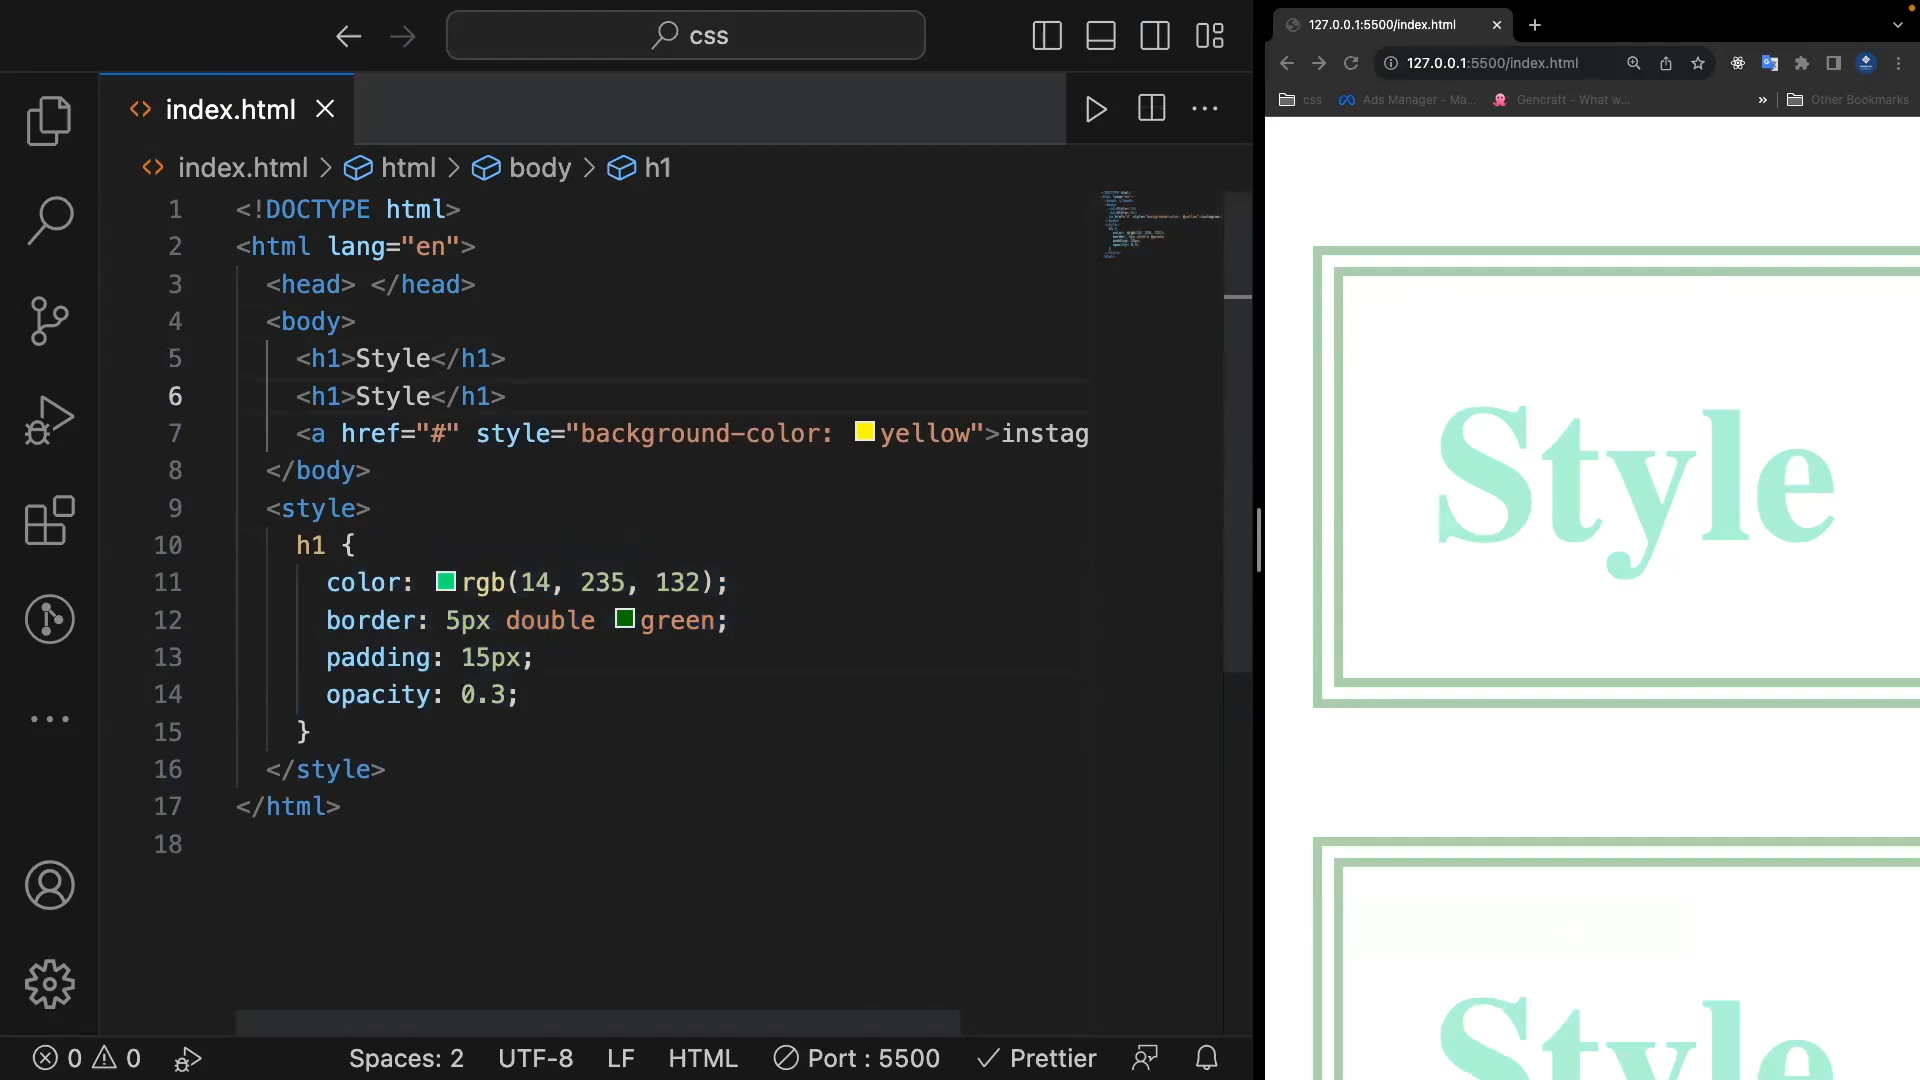 css
index.html
index.html > html > body > h1
1 <!DOCTYPE html>
2 <html lang="en">
3 <head> </head>
4 <body>
5 <h1>Style</h1>
6 <h1>Style</h1>
7 <a href="#" style="background-color: yellow">instag
8 </body>
9 <style>
10 h1 {
11 color: rgb(14, 235, 132);
12 border: 5px double green;
13 padding: 15px;
14 opacity: 0.3;
15 }
16 </style>
17 </html>
18
0 0 Spaces: 2 UTF-8 LF HTML Port : 5500 Prettier
127.0.0.1:5500/index.html
127.0.0.1:5500/index.html
css Ads Manager - Ma... Gencraft - What w... » Other Bookmarks
Style
Style